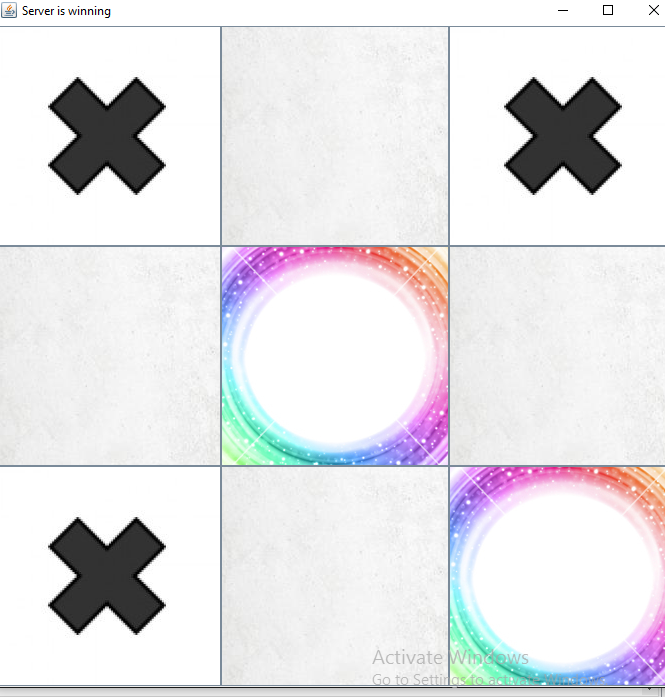 Server is winning
Activate Windows
Go to Settings to activate Windows.